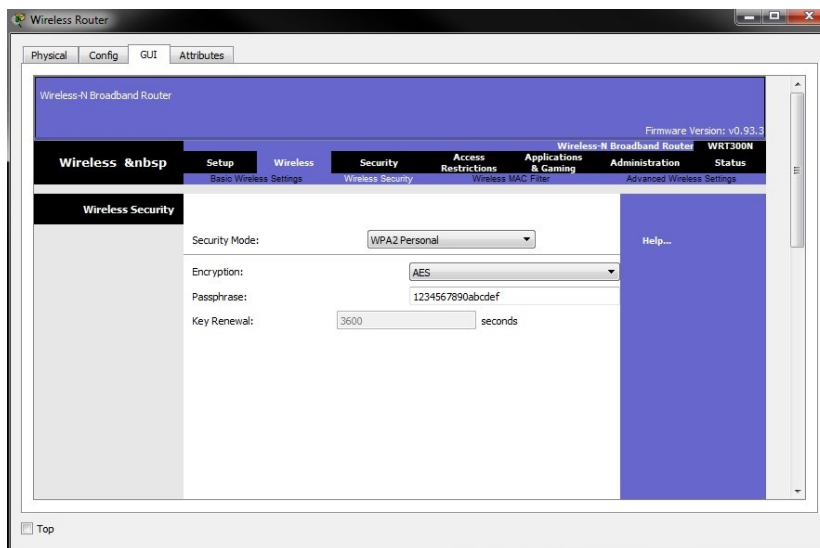 Wireless Router
Physical Config GUI Attributes
Wireless-N Broadband Router
Firmware Version: v0.93.3
Wireless-N Broadband Router WRT300N
Wireless &nbsp
Setup Wireless Security Access Restrictions Applications & Gaming Administration Status
Basic Wireless Settings Wireless Security Wireless MAC Filter Advanced Wireless Settings
Wireless Security
Security Mode: WPA2 Personal
Help...
Encryption: AES
Passphrase: 1234567890abcdef
Key Renewal: 3600 seconds
Top